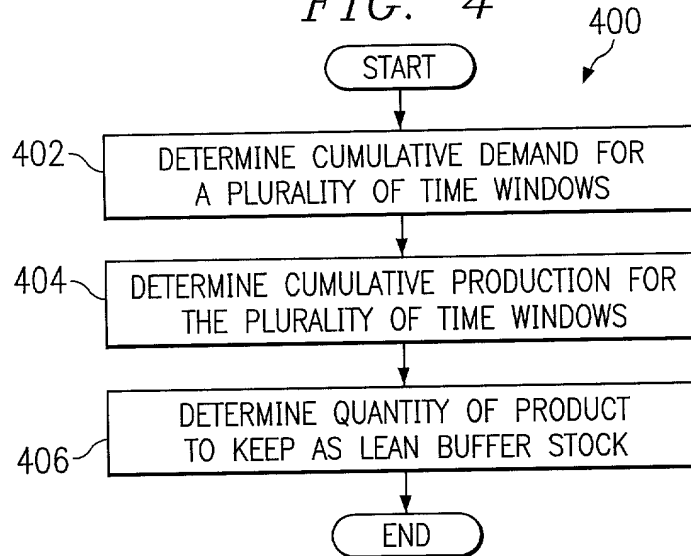 FIG. 4
400
START
402
DETERMINE CUMULATIVE DEMAND FOR
A PLURALITY OF TIME WINDOWS
404
DETERMINE CUMULATIVE PRODUCTION FOR
THE PLURALITY OF TIME WINDOWS
406
DETERMINE QUANTITY OF PRODUCT
TO KEEP AS LEAN BUFFER STOCK
END